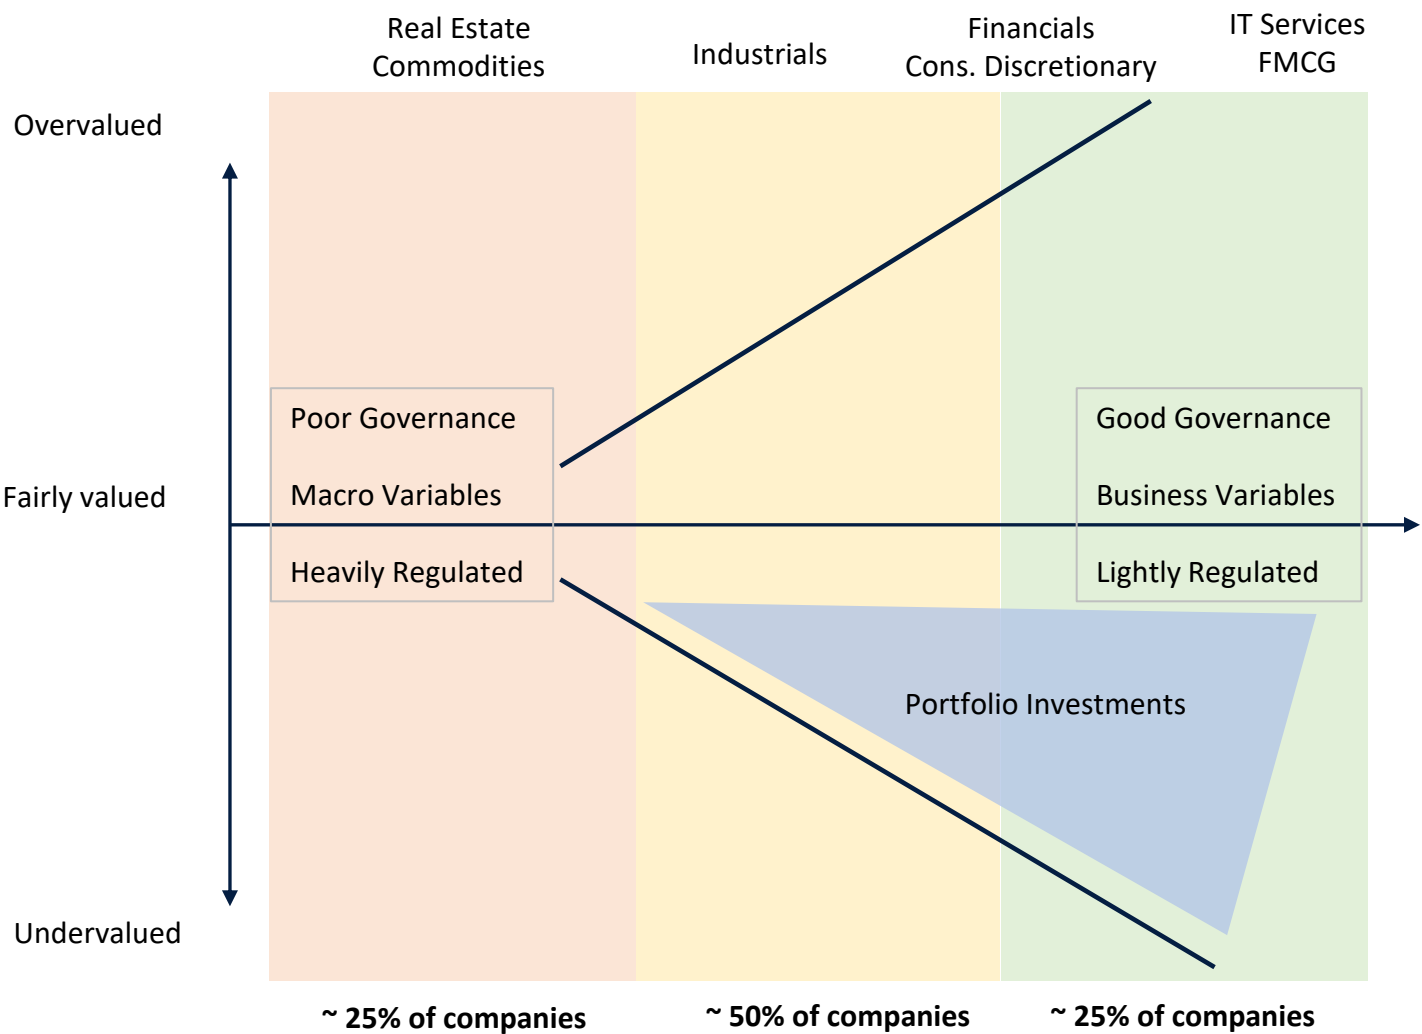 Real Estate
Commodities
Industrials
Financials
Cons. Discretionary
IT Services
FMCG
Overvalued
Fairly valued
Undervalued
Poor Governance
Macro Variables
Heavily Regulated
Good Governance
Business Variables
Lightly Regulated
Portfolio Investments
~ 25% of companies
~ 50% of companies
~ 25% of companies